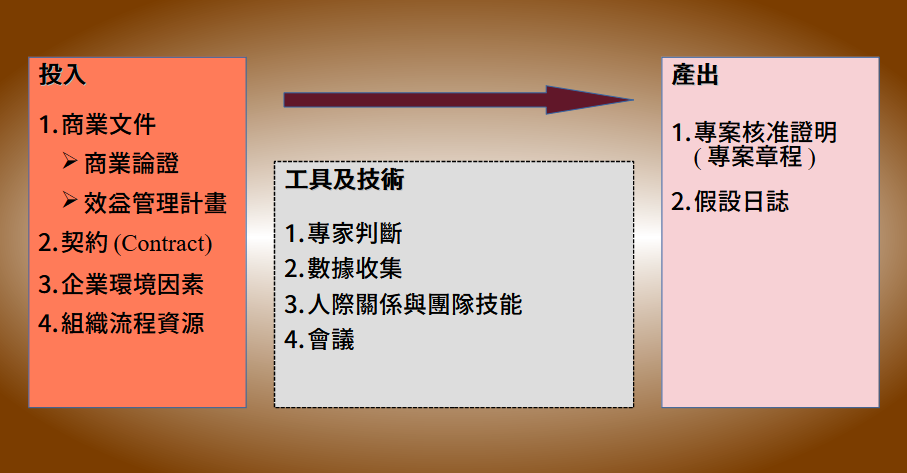 投入
1.商業文件
➢商業論證
➢效益管理計畫
2.契約 (Contract)
3.企業環境因素
4.組織流程資源
工具及技術
1.專家判斷
2.數據收集
3.人際關係與團隊技能
4.會議
產出
1.專案核准證明
( 專案章程 )
2.假設日誌